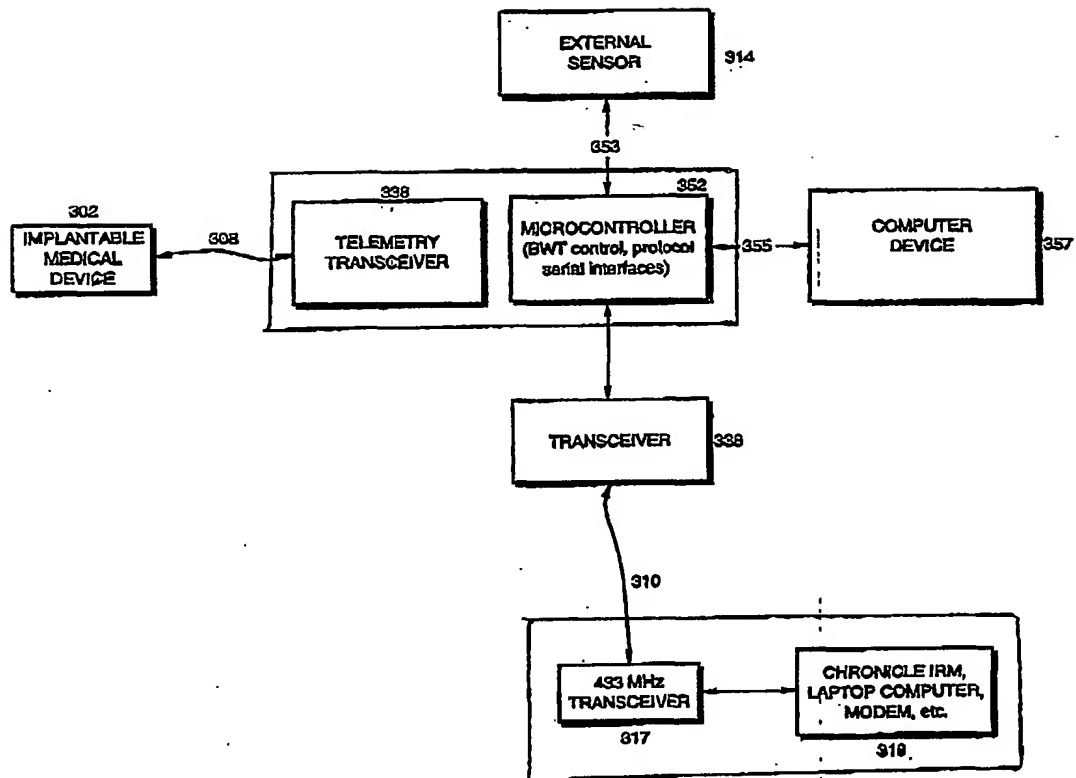 EXTERNAL
SENSOR
314
353
338
352
302
IMPLANTABLE
MEDICAL
DEVICE
308
TELEMETRY
TRANSCEIVER
MICROCONTROLLER
(BWT control, protocol
serial interfaces)
355
COMPUTER
DEVICE
357
TRANSCEIVER
338
310
433 MHz
TRANSCEIVER
317
CHRONICLE IRM,
LAPTOP COMPUTER,
MODEM, etc.
319